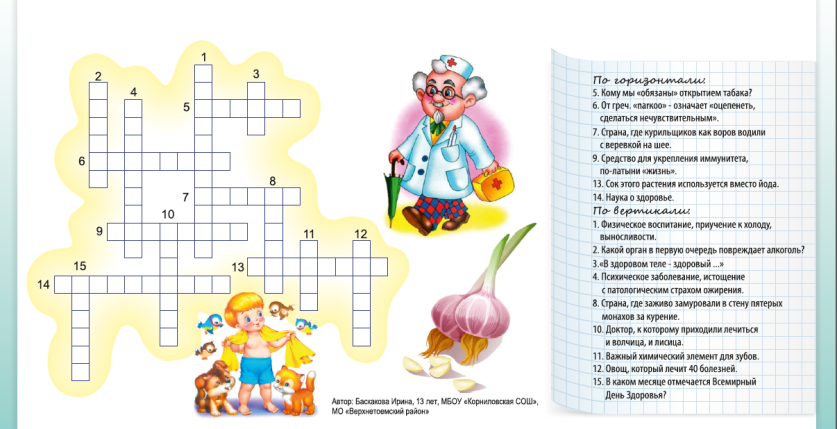 1
2
3
4
5
6
7
8
9
10
11
12
13
14
15
По горизонтали:
5. Кому мы «обязаны» открытием табака?
6. От греч. «nапкоо» - означает «оцепенеть,
сделаться нечувствительным».
7. Страна, где курильщиков как воров водили
с веревкой на шее.
9. Средство для укрепления иммунитета,
по-латыни «жизнь».
13. Сок этого растения используется вместо йода.
14. Наука о здоровье.
По вертикали:
1. Физическое воспитание, приучение к холоду,
выносливости.
2. Какой орган в первую очередь повреждает алкоголь?
3.«В здоровом теле - здоровый ...»
4. Психическое заболевание, истощение
с патологическим страхом ожирения.
8. Страна, где заживо замуровали в стену пятерых
монахов за курение.
10. Доктор, к которому приходили лечиться
и волчица, и лисица.
11. Важный химический элемент для зубов.
12. Овощ, который лечит 40 болезней.
15. В каком месяце отмечается Всемирный
День Здоровья?
Автор: Баскакова Ирина, 13 лет, МБОУ «Корниловская СОШ»,
МО «Верхнетоемский район»